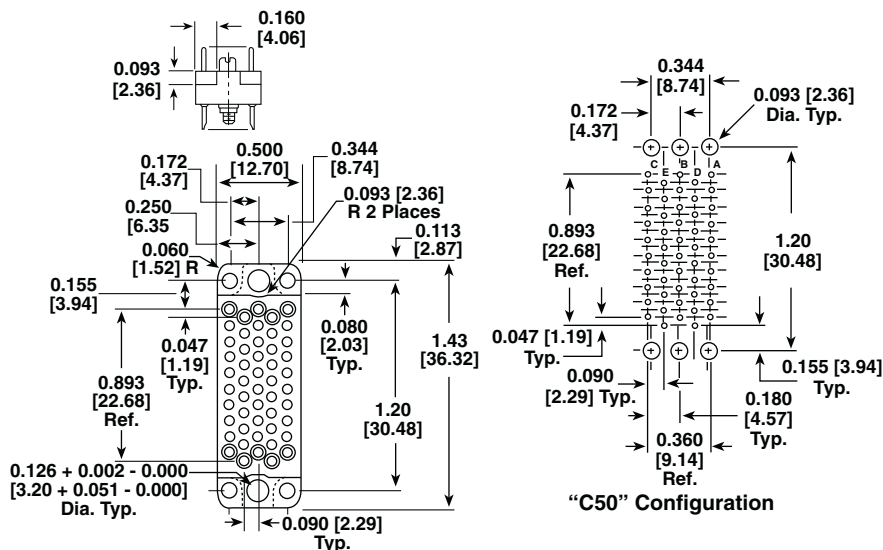 0.160
[4.06]
0.093
[2.36]
0.500
[12.70]
0.344
[8.74]
0.172
[4.37]
0.093 [2.36]
R 2 Places
0.250
[6.35
0.113
[2.87]
0.060
[1.52] R
0.155
[3.94]
0.047
[1.19]
Typ.
0.080
[2.03]
Typ.
1.43
[36.32]
0.893
[22.68]
Ref.
1.20
[30.48]
0.126 + 0.002 - 0.000
[3.20 + 0.051 - 0.000]
Dia. Typ.
0.090 [2.29]
Typ.
0.344
[8.74]
0.172
[4.37]
0.093 [2.36]
Dia. Typ.
C B A
E D
0.893
[22.68]
Ref.
1.20
[30.48]
0.047 [1.19]
Typ.
0.155 [3.94]
Typ.
0.090
[2.29] Typ.
0.180
[4.57]
Typ.
0.360
[9.14]
Ref.
“C50” Configuration